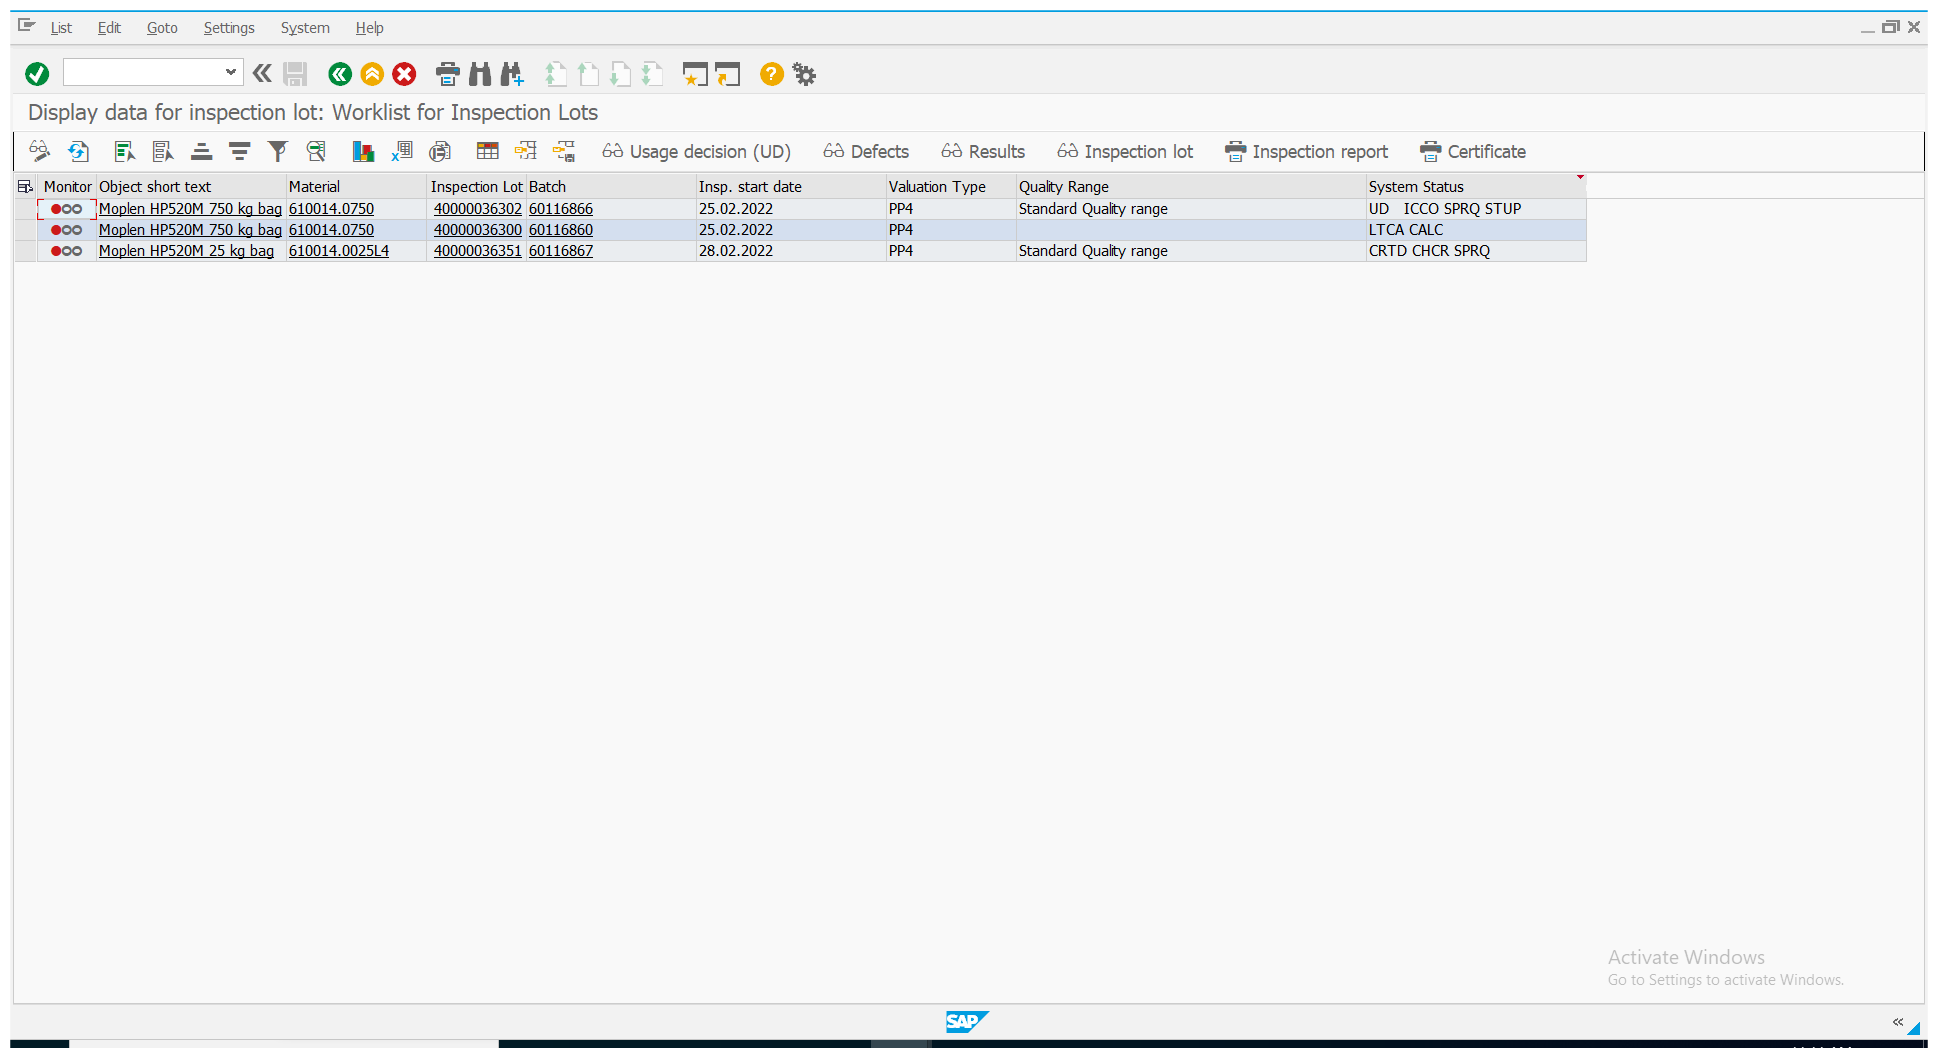 List Edit Goto Settings System Help
Display data for inspection lot: Worklist for Inspection Lots
Usage decision (UD) Defects Results Inspection lot Inspection report Certificate
Monitor Object short text Material Inspection Lot Batch Insp. start date Valuation Type Quality Range System Status
Moplen HP520M 750 kg bag 610014.0750 40000036302 60116866 25.02.2022 PP4 Standard Quality range UD ICCO SPRQ STUP
Moplen HP520M 750 kg bag 610014.0750 40000036300 60116860 25.02.2022 PP4 LTCA CALC
Moplen HP520M 25 kg bag 610014.0025L4 40000036351 60116867 28.02.2022 PP4 Standard Quality range CRTD CHCR SPRQ
Activate Windows
Go to Settings to activate Windows.
SAP